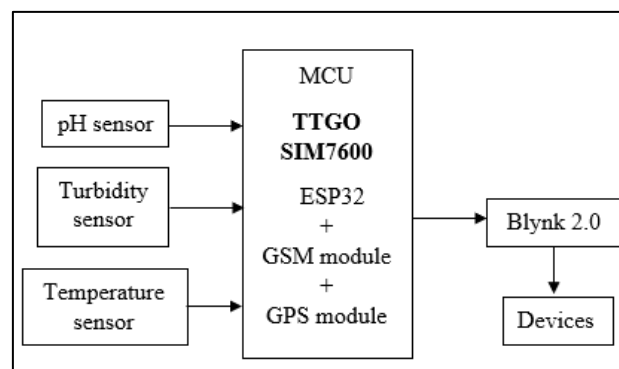 pH sensor
Turbidity
sensor
Temperature
sensor
MCU
TTGO
SIM7600
ESP32
+
GSM module
+
GPS module
Blynk 2.0
Devices